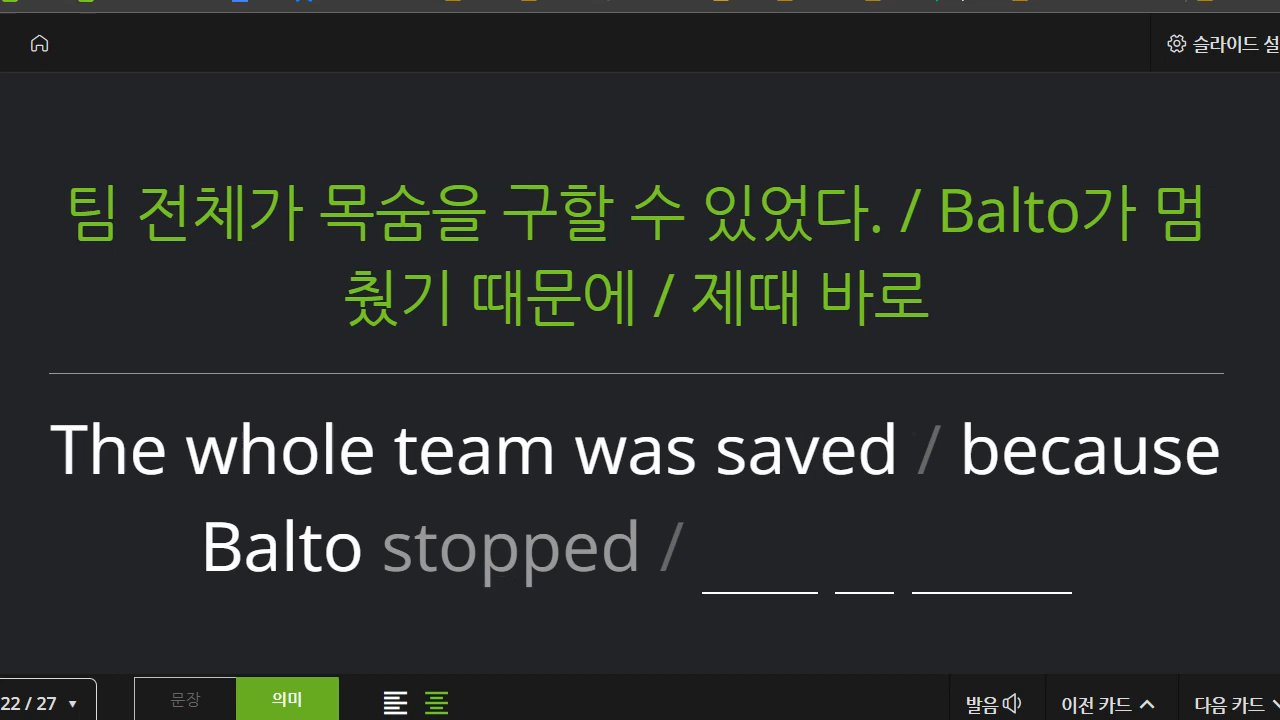 슬라이드 설
팀 전체가 목숨을 구할 수 있었다. / Balto가 멈
췄기 때문에 / 제때 바로
The whole team was saved / because
Balto stopped /
22 / 27 ▼ 문장 의미 발음 이전 카드 다음 카드